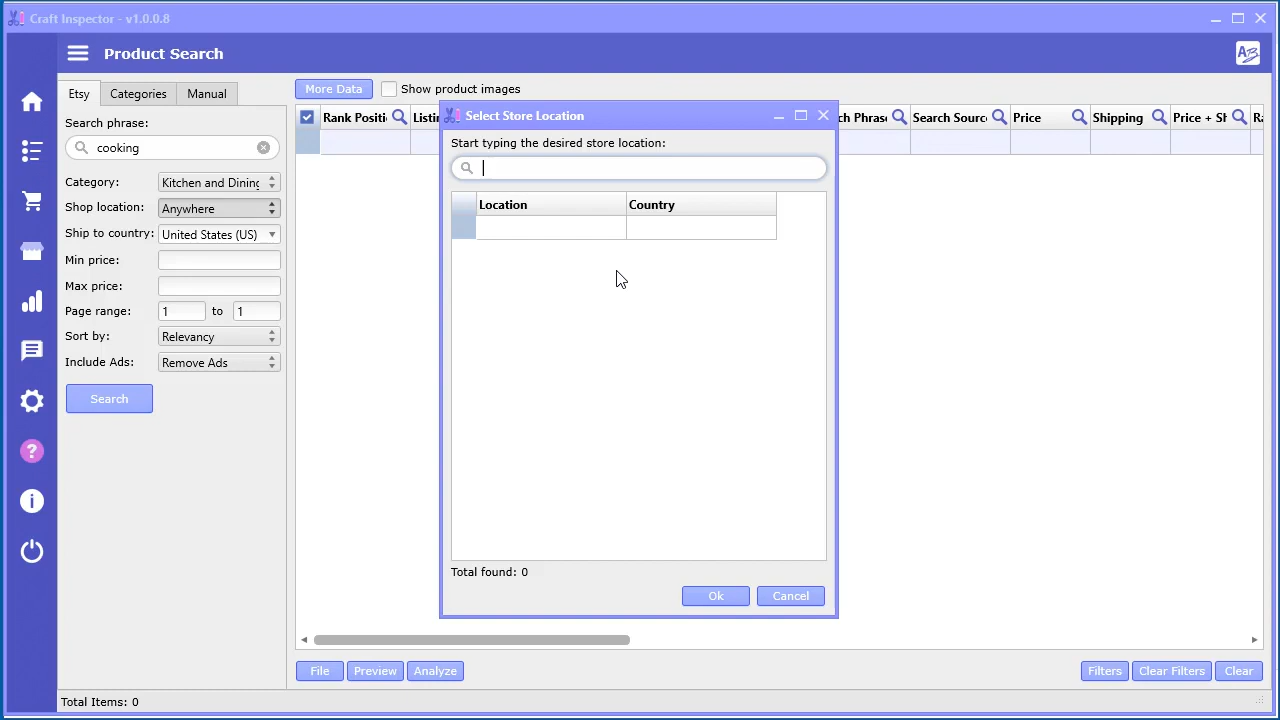 Craft Inspector - v1.0.0.8
Product Search
Etsy
Categories
Manual
Search phrase:
cooking
Category:
Kitchen and Dining
Shop location:
Anywhere
Ship to country:
United States (US)
Min price:
Max price:
Page range:
1
to
1
Sort by:
Relevancy
Include Ads:
Remove Ads
Search
More Data
Show product images
Rank Positi
Listin
ch Phras
Search Sourc
Price
Shipping
Price + Sh
Ra
Select Store Location
Start typing the desired store location:
Location
Country
Total found: 0
Ok
Cancel
File
Preview
Analyze
Filters
Clear Filters
Clear
Total Items: 0